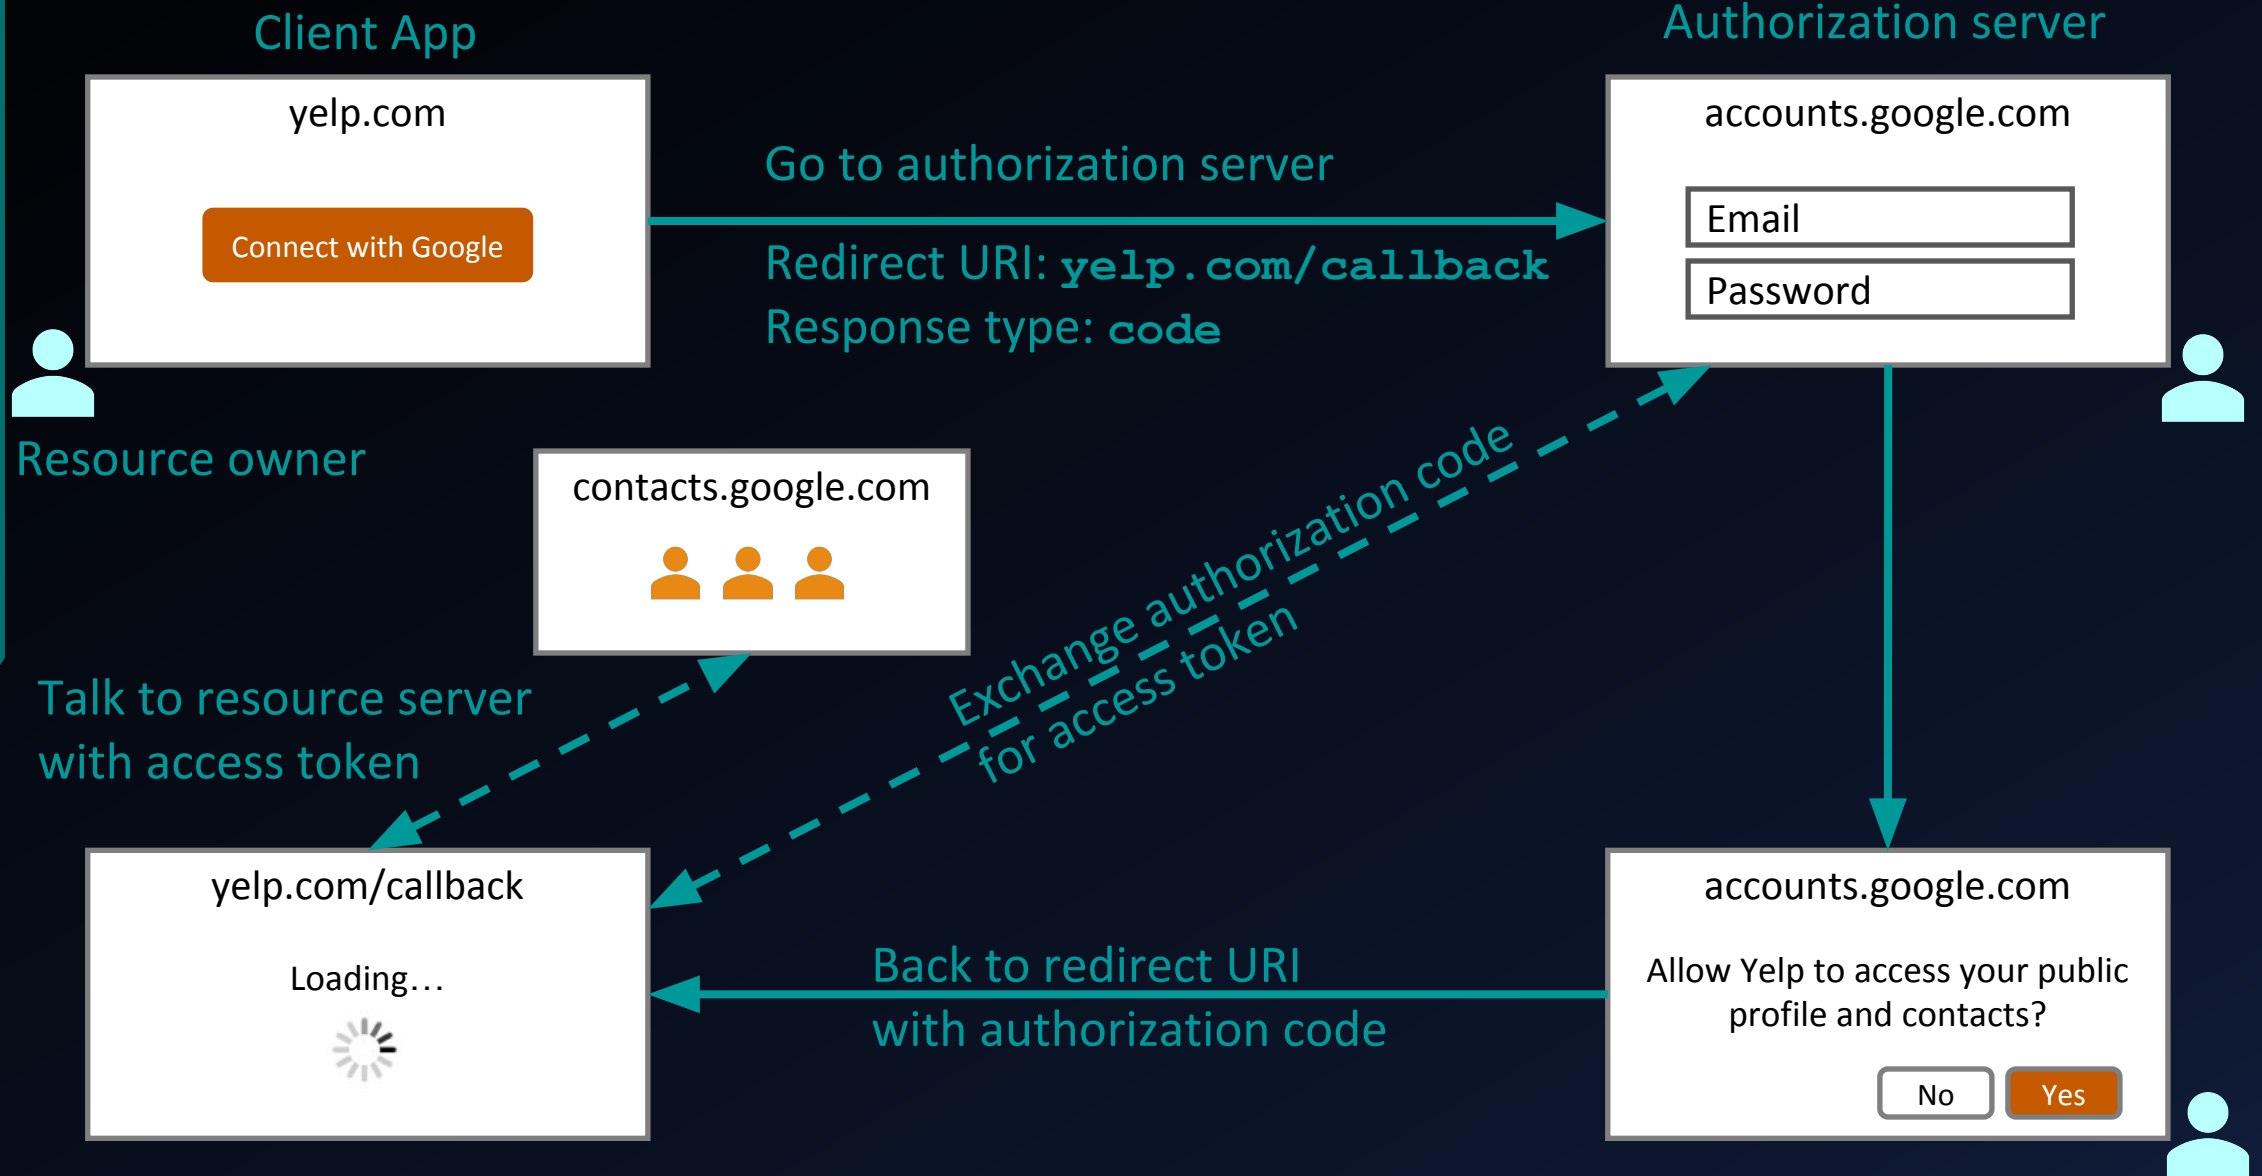 Client App
Authorization server
yelp.com
Connect with Google
Go to authorization server
Redirect URI: yelp.com/callback
Response type: code
accounts.google.com
Email
Password
Resource owner
contacts.google.com
Exchange authorization code
for access token
Talk to resource server
with access token
yelp.com/callback
Loading...
Back to redirect URI
with authorization code
accounts.google.com
Allow Yelp to access your public
profile and contacts?
No
Yes